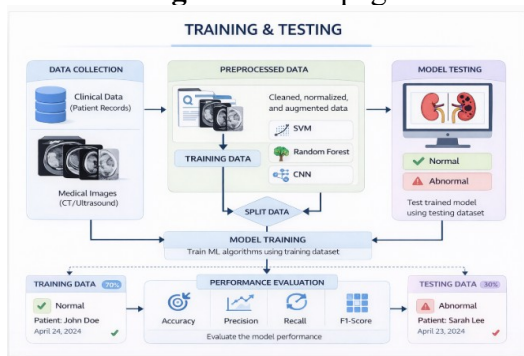 TRAINING & TESTING
DATA COLLECTION
Clinical Data
(Patient Records)
Medical Images
(CT/Ultrasound)
PREPROCESSED DATA
Cleaned, normalized,
and augmented data
TRAINING DATA
SVM
Random Forest
CNN
MODEL TESTING
Normal
Abnormal
Test trained model
using testing dataset
SPLIT DATA
MODEL TRAINING
Train ML algorithms using training dataset
TRAINING DATA 70%
Normal
Patient: John Doe
April 24, 2024
PERFORMANCE EVALUATION
Accuracy
Precision
Recall
F1-Score
Evaluate the model performance
TESTING DATA 30%
Abnormal
Patient: Sarah Lee
April 23, 2024